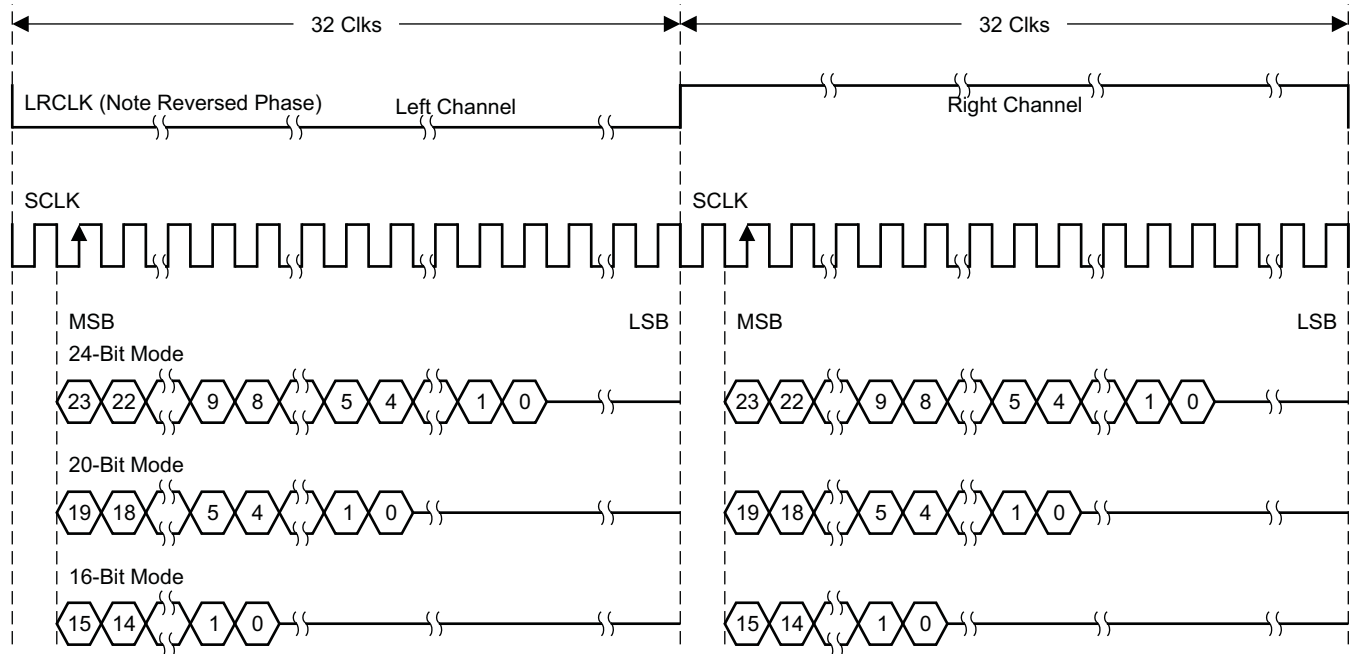 32 Clks 32 Clks
LRCLK (Note Reversed Phase) Left Channel Right Channel
SCLK SCLK
MSB LSB MSB LSB
24-Bit Mode
23 22 9 8 5 4 1 0 23 22 9 8 5 4 1 0
20-Bit Mode
19 18 5 4 1 0 19 18 5 4 1 0
16-Bit Mode
15 14 1 0 15 14 1 0